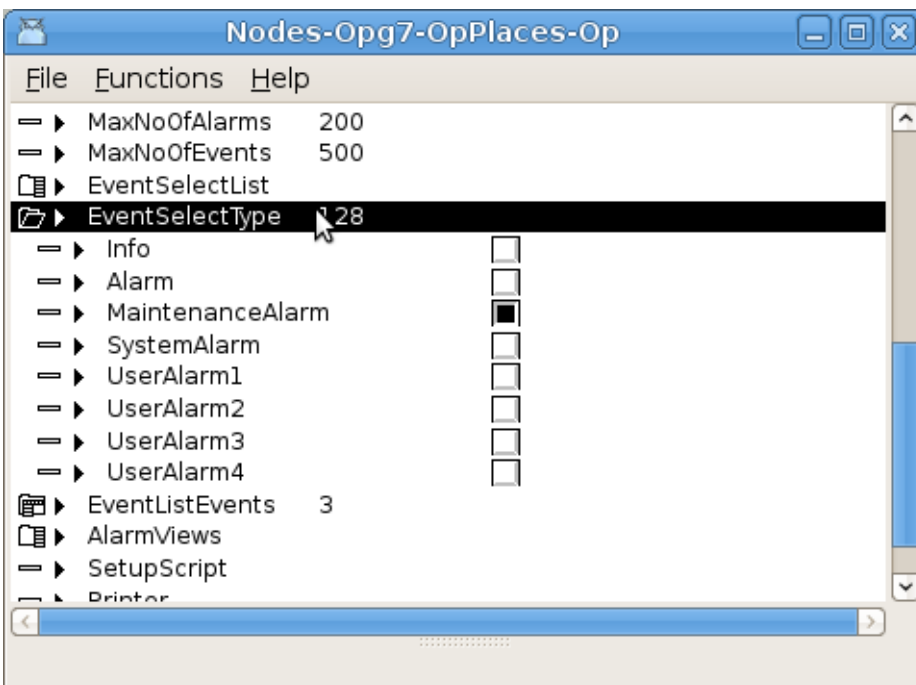 Nodes-Opg7-OpPlaces-Op
File Functions Help
MaxNoOfAlarms 200
MaxNoOfEvents 500
EventSelectList
EventSelectType 128
Info
Alarm
MaintenanceAlarm
SystemAlarm
UserAlarm1
UserAlarm2
UserAlarm3
UserAlarm4
EventListEvents 3
AlarmViews
SetupScript
Printer